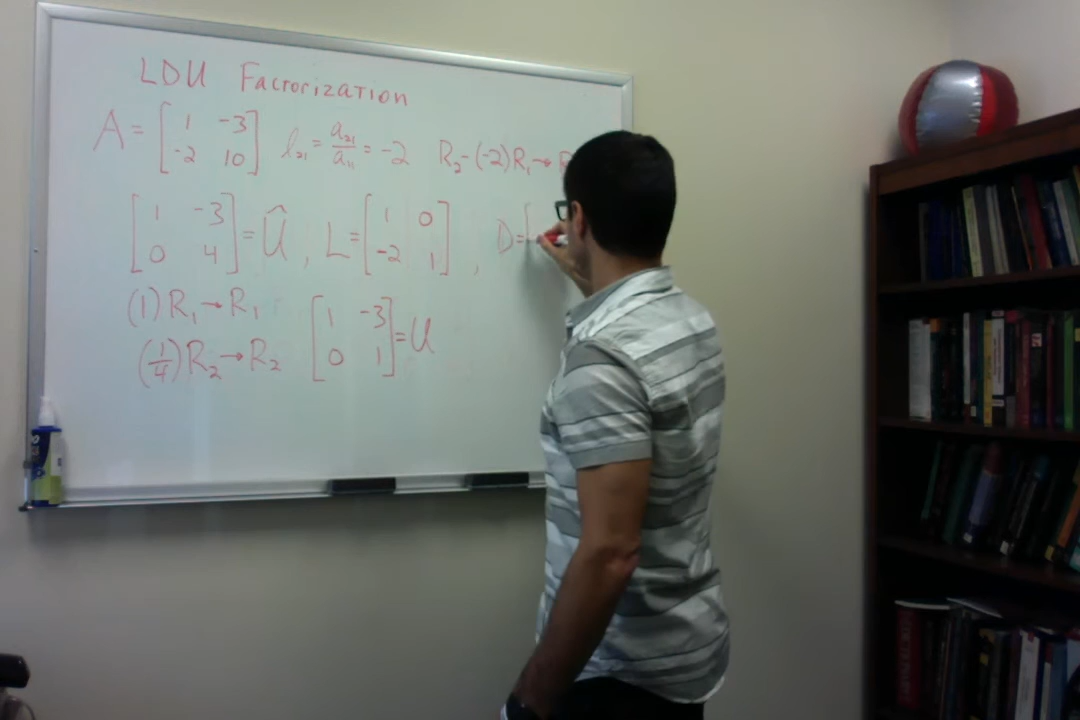 LDU Facrorization
A = [1 -3; -2 10] l₂₁ = a₂₁/a₁₁ = -2 R₂-(-2)R₁→R
[1 -3; 0 4] = Û, L = [1 0; -2 1], D=[
(1)R₁→R₁
(1/4)R₂→R₂ [1 -3; 0 1] = U